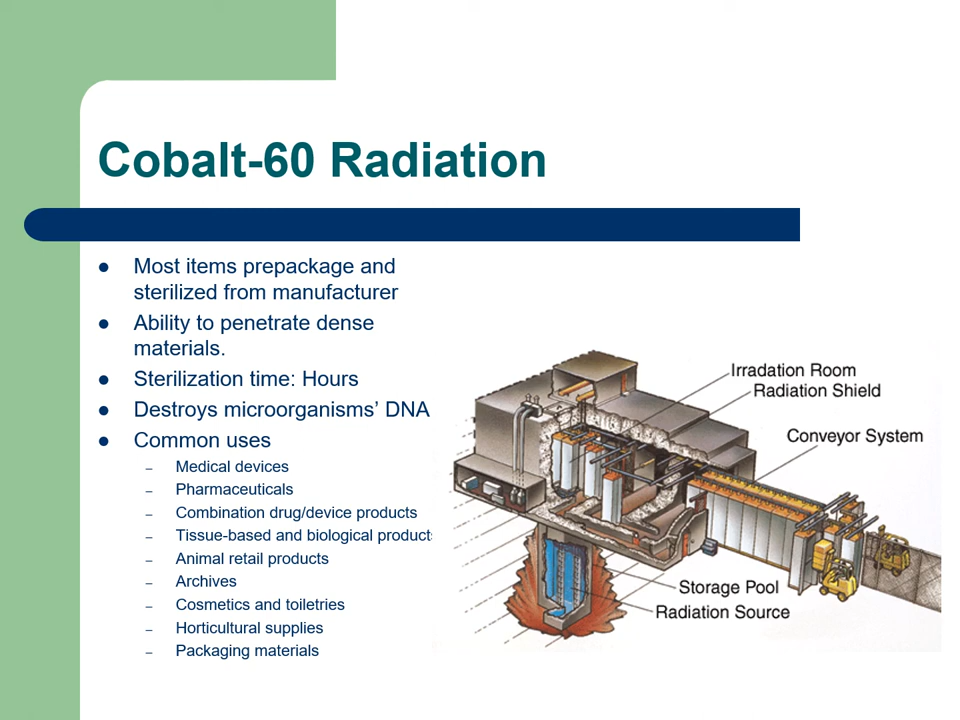 Cobalt-60 Radiation
● Most items prepackage and
sterilized from manufacturer
● Ability to penetrate dense
materials.
● Sterilization time: Hours
● Destroys microorganisms’ DNA
● Common uses
– Medical devices
– Pharmaceuticals
– Combination drug/device products
– Tissue-based and biological products
– Animal retail products
– Archives
– Cosmetics and toiletries
– Horticultural supplies
– Packaging materials
Irradation Room
Radiation Shield
Conveyor System
Storage Pool
Radiation Source